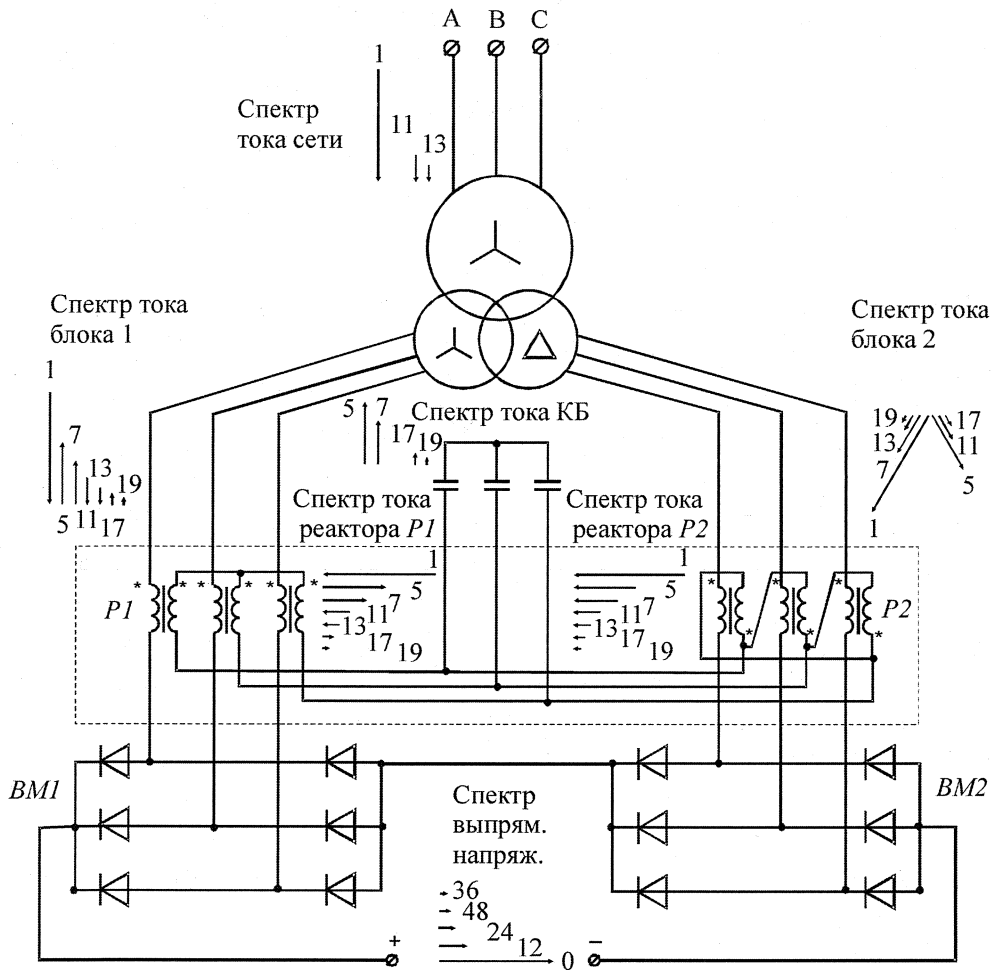 A B C
1
Спектр
тока сети
11
13
Спектр тока
блока 1
Спектр тока
блока 2
1
7
13
19
5 11 17
5 7
17
19
Спектр тока КБ
19 17
13 11
7 5
1
Спектр тока
реактора P1
Спектр тока
реактора P2
1
5
7
11
13
17
19
1
5
7
11
13
17
19
* * * * * *
P1
* * *
* * *
P2
BM1
BM2
Спектр
выпрям.
напряж.
36
48
24
12
0
+ −